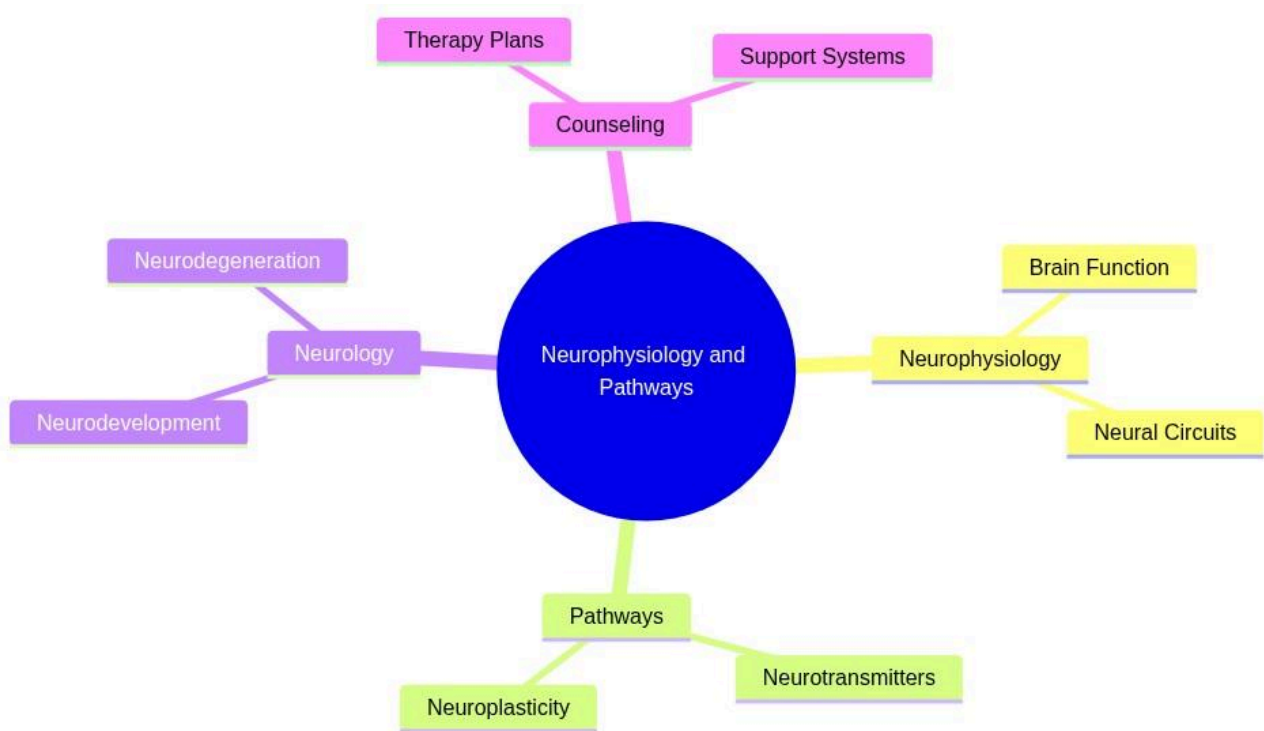 Therapy Plans
Support Systems
Counseling
Neurodegeneration
Brain Function
Neurology
Neurophysiology and
Pathways
Neurophysiology
Neurodevelopment
Neural Circuits
Pathways
Neurotransmitters
Neuroplasticity